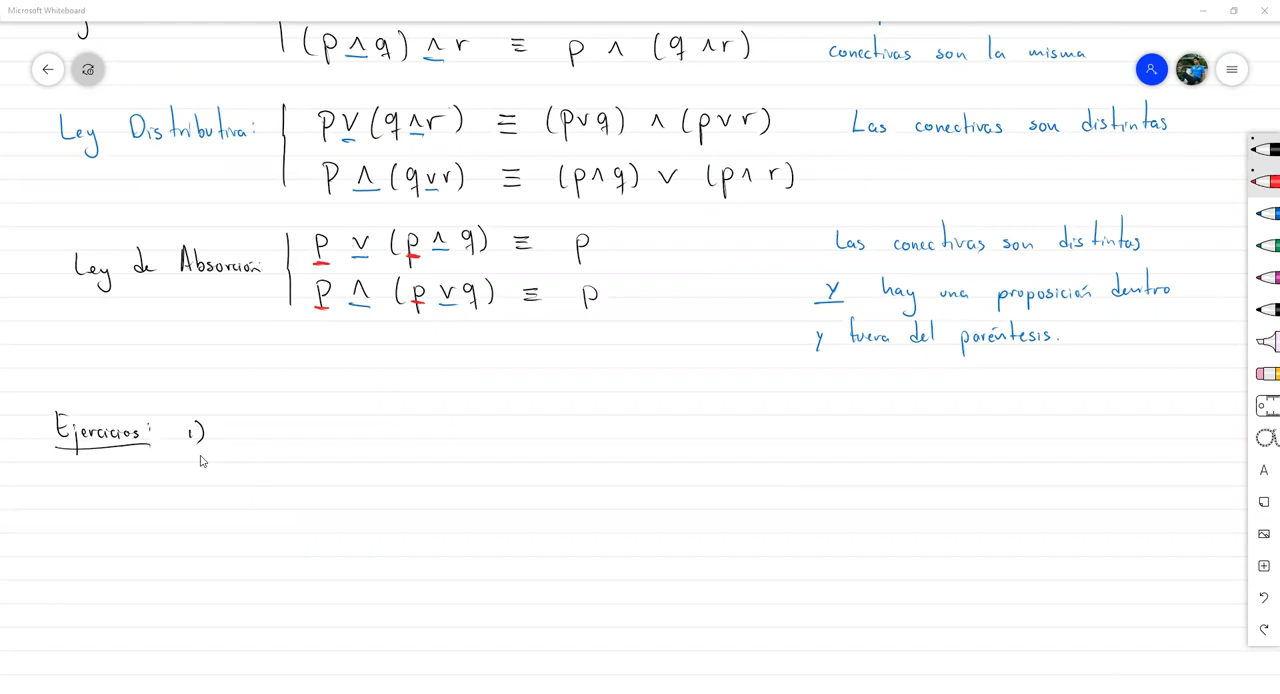 Microsoft Whiteboard
(p ∧ q) ∧ r ≡ p ∧ (q ∧ r) conectivas son la misma
Ley Distributiva: p ∨ (q ∧ r) ≡ (p ∨ q) ∧ (p ∨ r) Las conectivas son distintas
p ∧ (q ∨ r) ≡ (p ∧ q) ∨ (p ∧ r)
Ley de Absorción p ∨ (p ∧ q) ≡ p Las conectivas son distintas
p ∧ (p ∨ q) ≡ p y hay una proposición dentro
y fuera del paréntesis.
Ejercicios: 1)